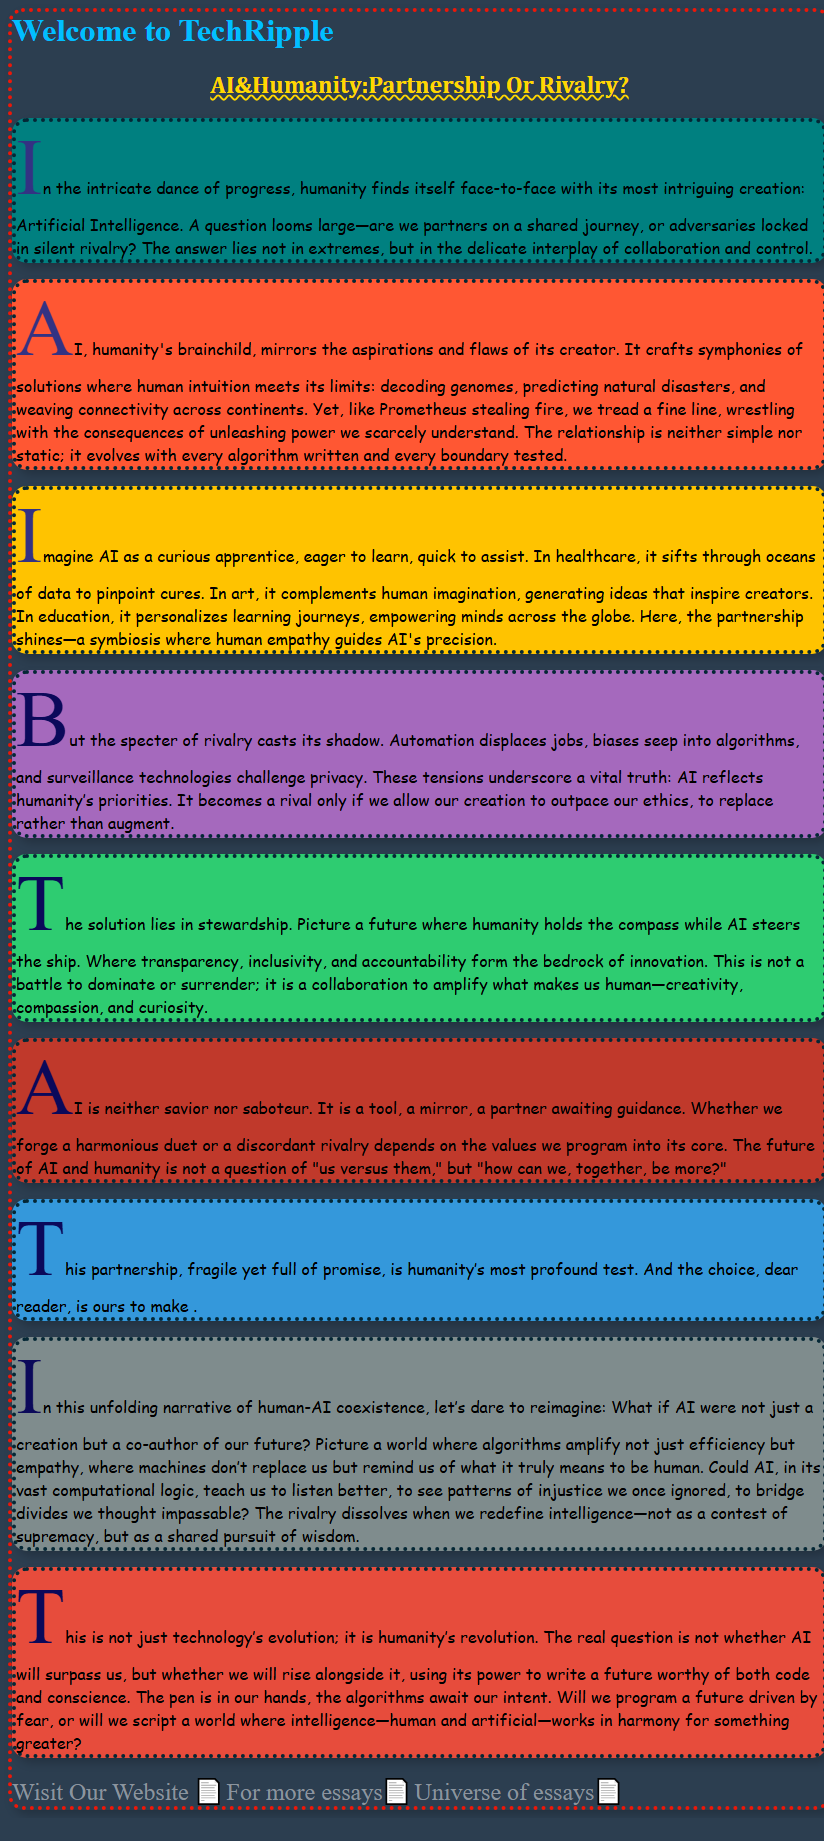 Welcome to TechRipple
AI&Humanity:Partnership Or Rivalry?
In the intricate dance of progress, humanity finds itself face-to-face with its most intriguing creation:
Artificial Intelligence. A question looms large—are we partners on a shared journey, or adversaries locked
in silent rivalry? The answer lies not in extremes, but in the delicate interplay of collaboration and control.
AI, humanity's brainchild, mirrors the aspirations and flaws of its creator. It crafts symphonies of
solutions where human intuition meets its limits: decoding genomes, predicting natural disasters, and
weaving connectivity across continents. Yet, like Prometheus stealing fire, we tread a fine line, wrestling
with the consequences of unleashing power we scarcely understand. The relationship is neither simple nor
static; it evolves with every algorithm written and every boundary tested.
Imagine AI as a curious apprentice, eager to learn, quick to assist. In healthcare, it sifts through oceans
of data to pinpoint cures. In art, it complements human imagination, generating ideas that inspire creators.
In education, it personalizes learning journeys, empowering minds across the globe. Here, the partnership
shines—a symbiosis where human empathy guides AI's precision.
But the specter of rivalry casts its shadow. Automation displaces jobs, biases seep into algorithms,
and surveillance technologies challenge privacy. These tensions underscore a vital truth: AI reflects
humanity’s priorities. It becomes a rival only if we allow our creation to outpace our ethics, to replace
rather than augment.
The solution lies in stewardship. Picture a future where humanity holds the compass while AI steers
the ship. Where transparency, inclusivity, and accountability form the bedrock of innovation. This is not a
battle to dominate or surrender; it is a collaboration to amplify what makes us human—creativity,
compassion, and curiosity.
AI is neither savior nor saboteur. It is a tool, a mirror, a partner awaiting guidance. Whether we
forge a harmonious duet or a discordant rivalry depends on the values we program into its core. The future
of AI and humanity is not a question of "us versus them," but "how can we, together, be more?"
This partnership, fragile yet full of promise, is humanity’s most profound test. And the choice, dear
reader, is ours to make .
In this unfolding narrative of human-AI coexistence, let’s dare to reimagine: What if AI were not just a
creation but a co-author of our future? Picture a world where algorithms amplify not just efficiency but
empathy, where machines don’t replace us but remind us of what it truly means to be human. Could AI, in its
vast computational logic, teach us to listen better, to see patterns of injustice we once ignored, to bridge
divides we thought impassable? The rivalry dissolves when we redefine intelligence—not as a contest of
supremacy, but as a shared pursuit of wisdom.
This is not just technology’s evolution; it is humanity’s revolution. The real question is not whether AI
will surpass us, but whether we will rise alongside it, using its power to write a future worthy of both code
and conscience. The pen is in our hands, the algorithms await our intent. Will we program a future driven by
fear, or will we script a world where intelligence—human and artificial—works in harmony for something
greater?
Wisit Our Website 📄 For more essays📄 Universe of essays📄